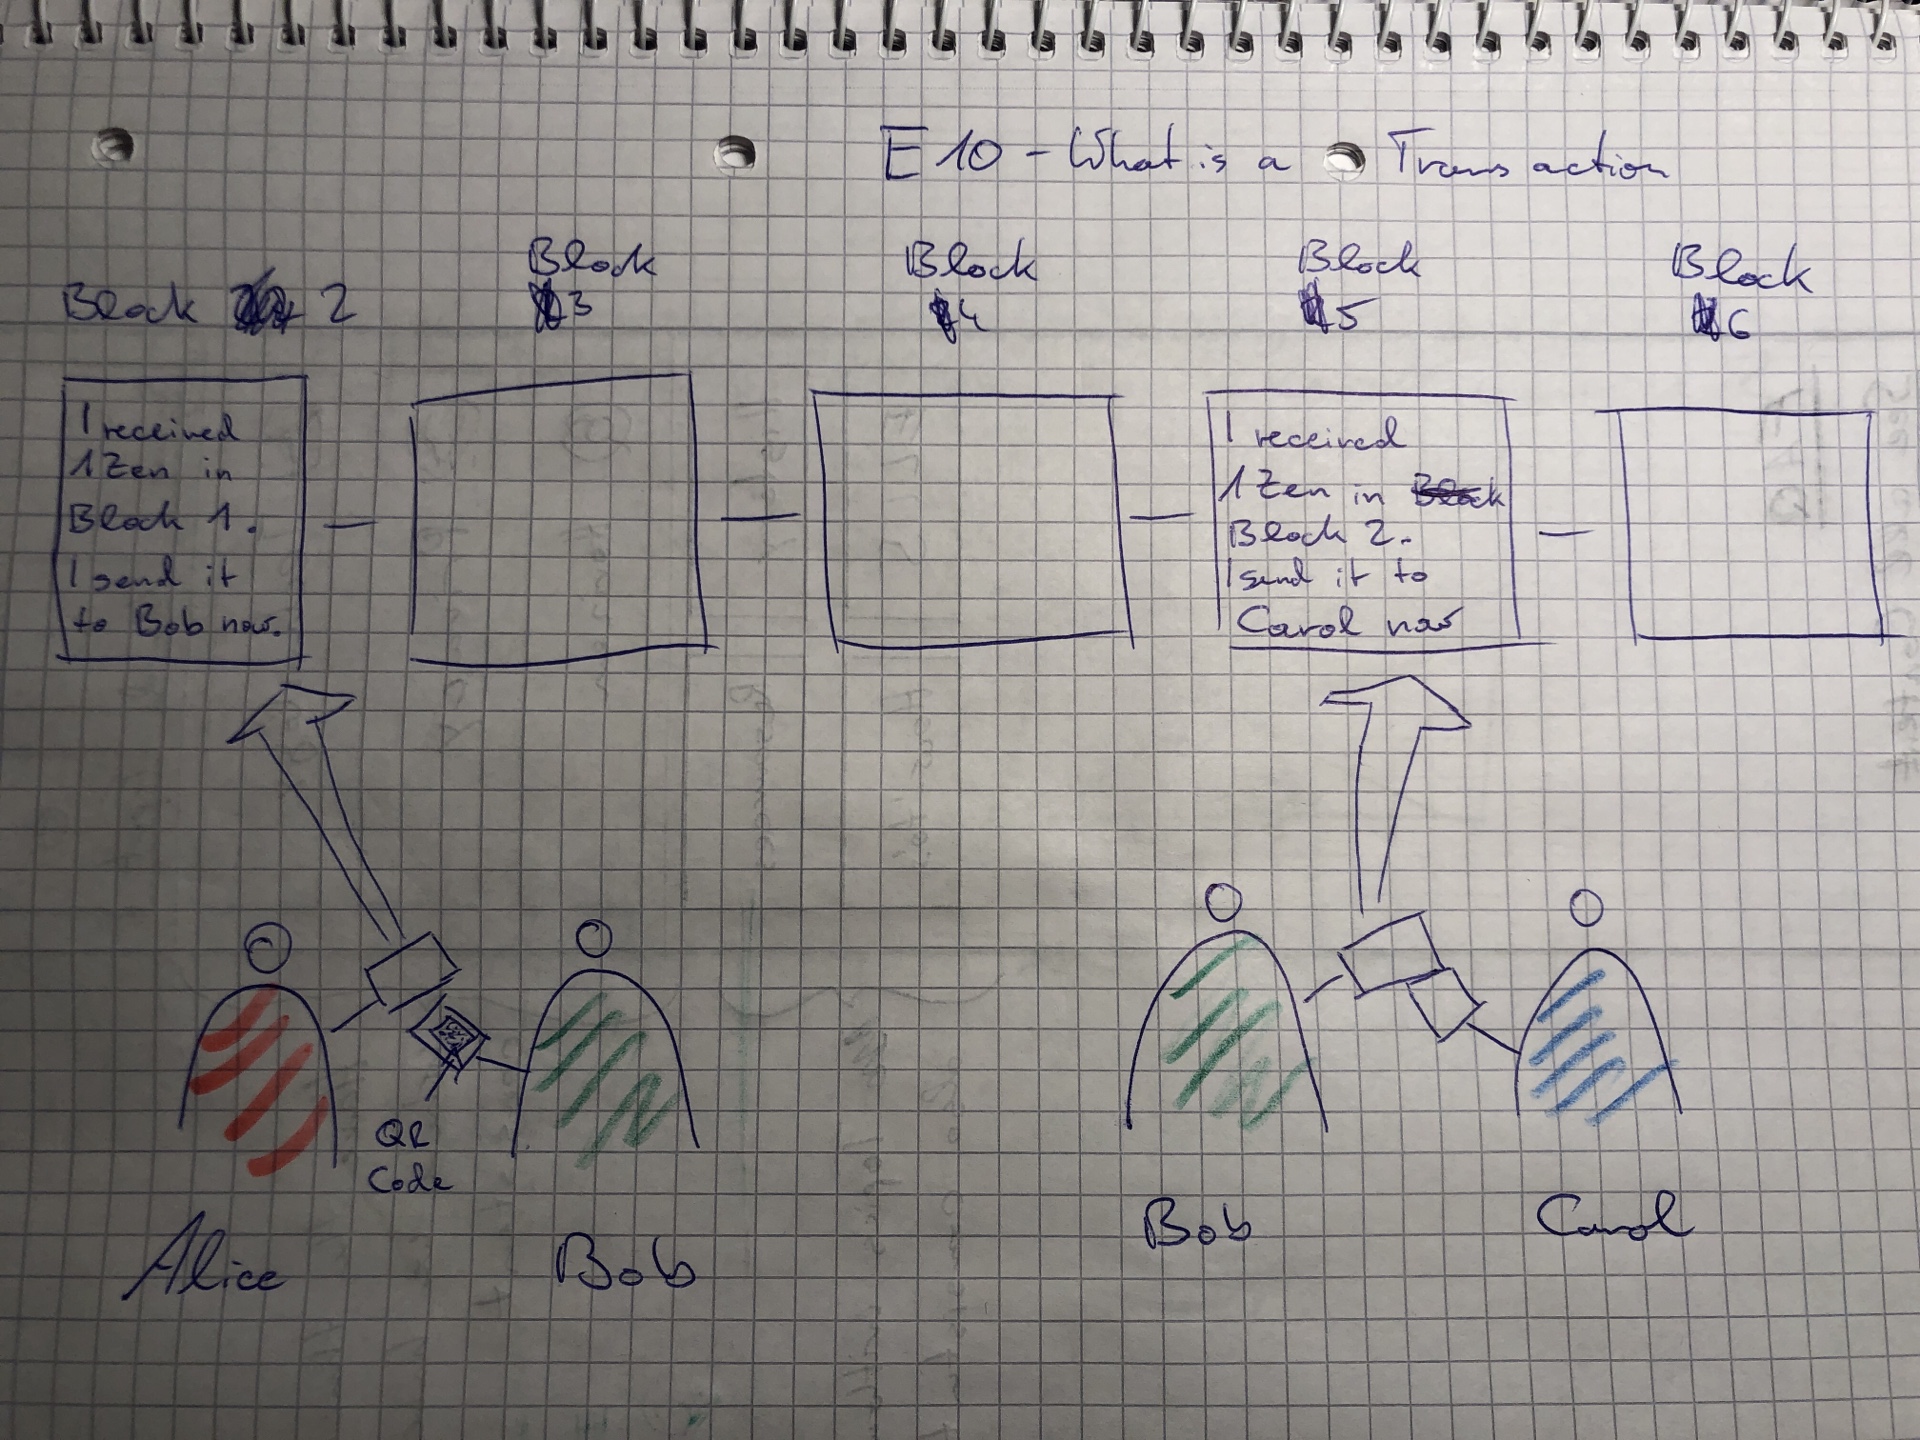 E10 - What is a Transaction
Block 2
Block
3
Block
4
Block
5
Block
6
I received
1 Zen in
Block 1.
I send it
to Bob now.
I received
1 Zen in Block
Block 2.
I send it to
Carol now
QR
Code
Alice
Bob
Bob
Carol